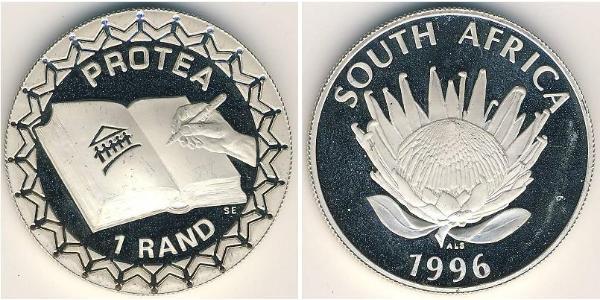 PROTEA
SE
1 RAND
SOUTH AFRICA
ALS
1996